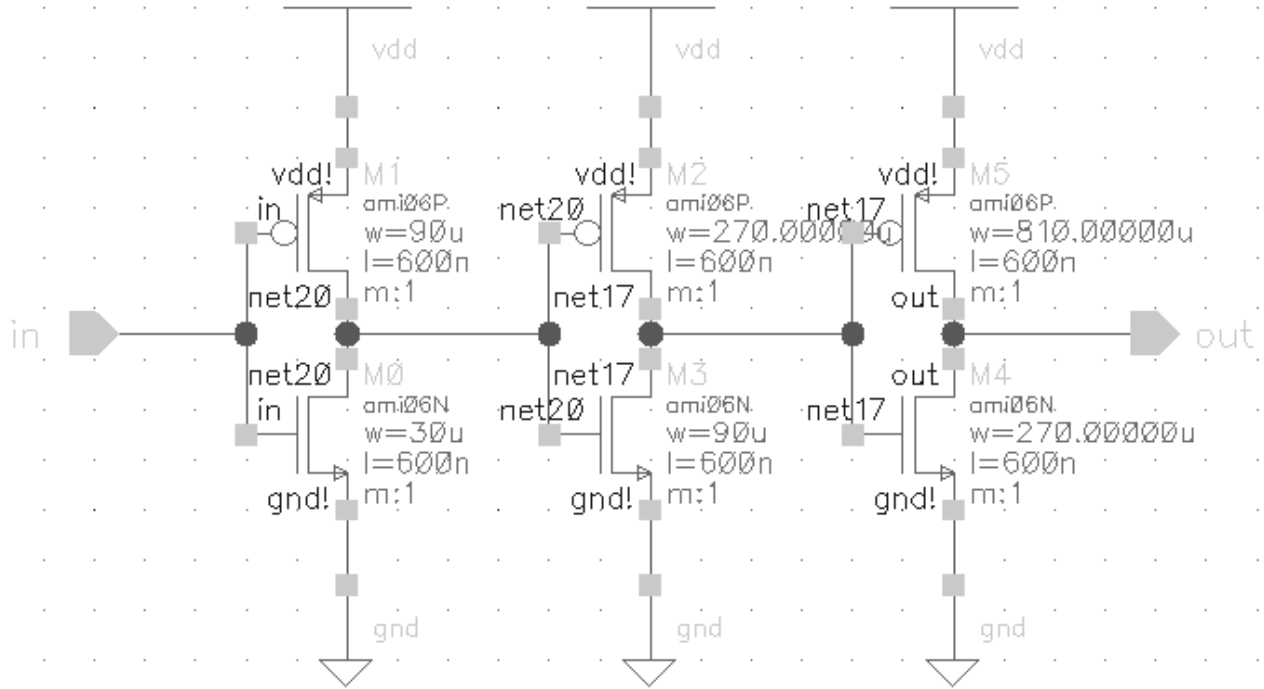 vdd vdd vdd
vdd! M1 vdd! M2 vdd! M5
in ami06P net20 ami06P net17 ami06P
w=90u w=270.00000u w=810.00000u
l=600n l=600n l=600n
net20 m:1 net17 m:1 out m:1
in out
net20 M0 net17 M3 out M4
in ami06N net20 ami06N net17 ami06N
w=30u w=90u w=270.00000u
l=600n l=600n l=600n
gnd! m:1 gnd! m:1 gnd! m:1
gnd gnd gnd